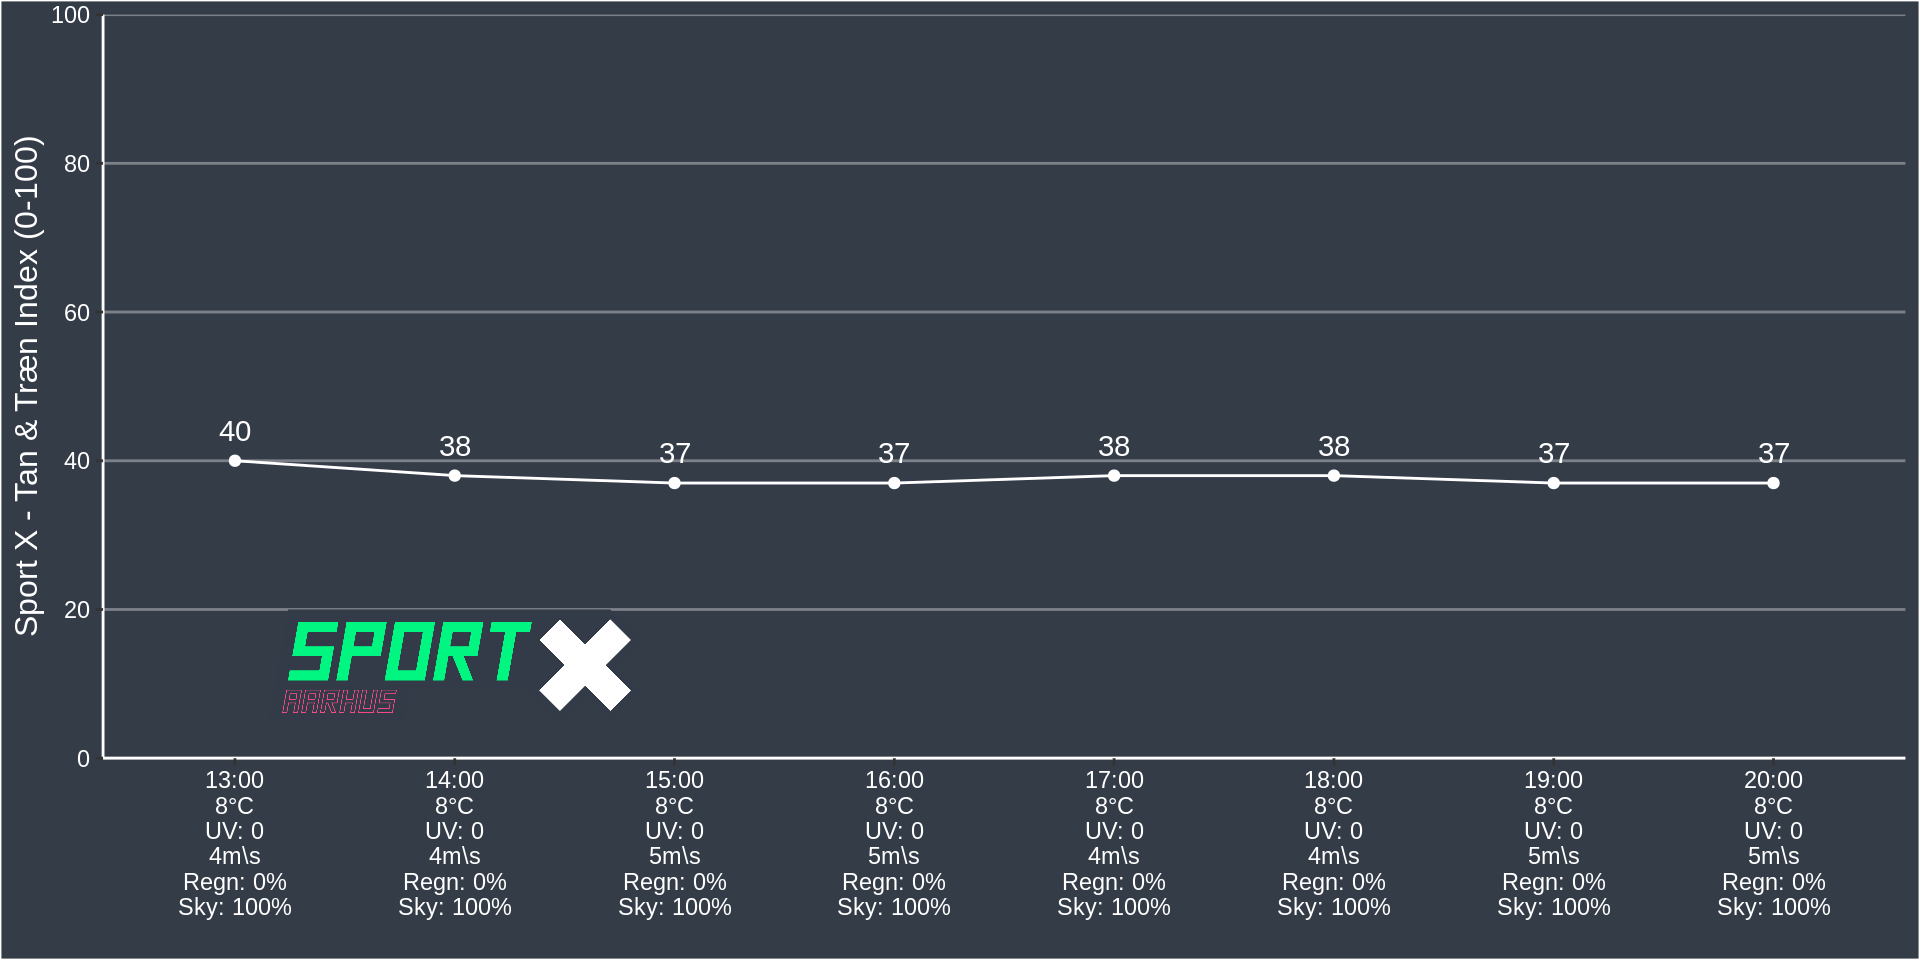 Sport X - Tan & Træn Index (0-100)
100
80
60
40
20
0
40 38 37 37 38 38 37 37
SPORT X
AARHUS
13:00 14:00 15:00 16:00 17:00 18:00 19:00 20:00
8°C 8°C 8°C 8°C 8°C 8°C 8°C 8°C
UV: 0 UV: 0 UV: 0 UV: 0 UV: 0 UV: 0 UV: 0 UV: 0
4m\s 4m\s 5m\s 5m\s 4m\s 4m\s 5m\s 5m\s
Regn: 0% Regn: 0% Regn: 0% Regn: 0% Regn: 0% Regn: 0% Regn: 0% Regn: 0%
Sky: 100% Sky: 100% Sky: 100% Sky: 100% Sky: 100% Sky: 100% Sky: 100% Sky: 100%